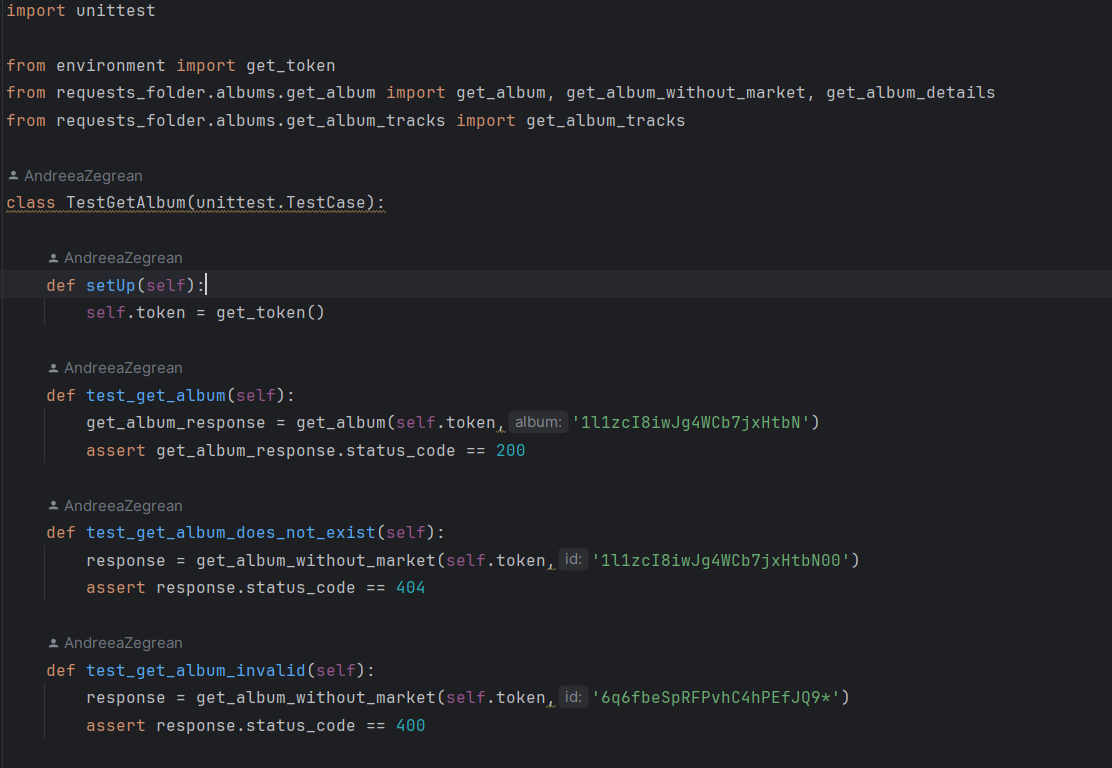 import unittest
from environment import get_token
from requests_folder.albums.get_album import get_album, get_album_without_market, get_album_details
from requests_folder.albums.get_album_tracks import get_album_tracks
AndreeaZegrean
class TestGetAlbum(unittest.TestCase):
AndreeaZegrean
def setUp(self):
self.token = get_token()
AndreeaZegrean
def test_get_album(self):
get_album_response = get_album(self.token, album: '1l1zcI8iwJg4WCb7jxHtbN')
assert get_album_response.status_code == 200
AndreeaZegrean
def test_get_album_does_not_exist(self):
response = get_album_without_market(self.token, id: '1l1zcI8iwJg4WCb7jxHtbN00')
assert response.status_code == 404
AndreeaZegrean
def test_get_album_invalid(self):
response = get_album_without_market(self.token, id: '6q6fbeSpRFPvhC4hPEfJQ9*')
assert response.status_code == 400